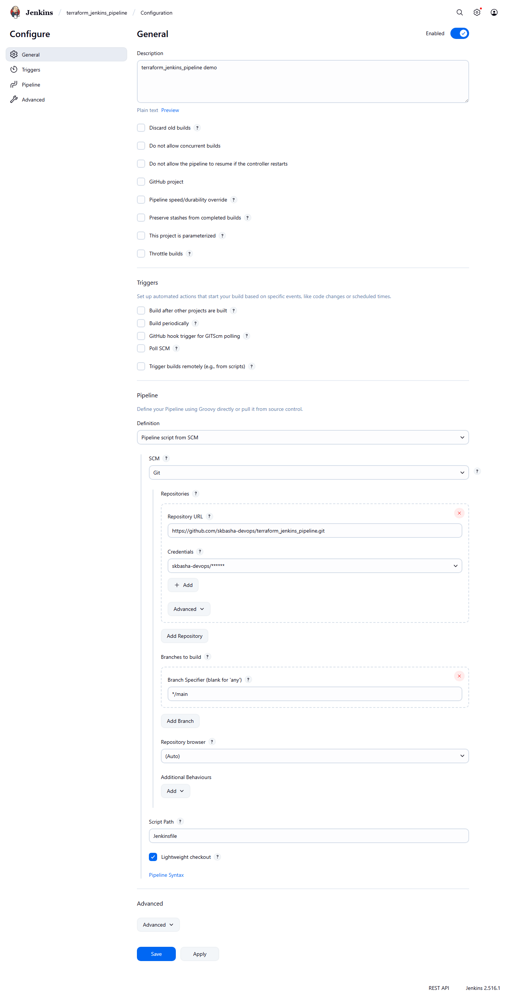 Jenkins / terraform_jenkins_pipeline / Configuration
Configure
General
Triggers
Pipeline
Advanced
General
Enabled
Description
terraform_jenkins_pipeline demo
Plain text Preview
Discard old builds ?
Do not allow concurrent builds
Do not allow the pipeline to resume if the controller restarts
GitHub project
Pipeline speed/durability override ?
Preserve stashes from completed builds ?
This project is parameterized ?
Throttle builds ?
Triggers
Set up automated actions that start your build based on specific events, like code changes or scheduled times.
Build after other projects are built ?
Build periodically ?
GitHub hook trigger for GITScm polling ?
Poll SCM ?
Trigger builds remotely (e.g., from scripts) ?
Pipeline
Define your Pipeline using Groovy directly or pull it from source control.
Definition
Pipeline script from SCM
SCM ?
Git ?
Repositories ?
Repository URL ?
https://github.com/skbasha-devops/terraform_jenkins_pipeline.git
Credentials ?
skbasha-devops/******
+ Add
Advanced
Add Repository
Branches to build ?
Branch Specifier (blank for 'any') ?
*/main
Add Branch
Repository browser ?
(Auto)
Additional Behaviours
Add
Script Path ?
Jenkinsfile
Lightweight checkout ?
Pipeline Syntax
Advanced
Advanced
Save
Apply
REST API
Jenkins 2.516.1